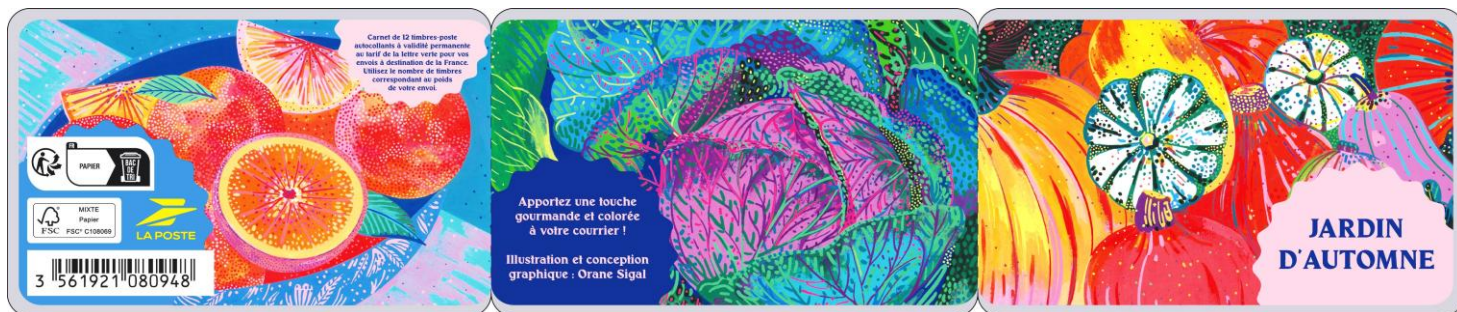 Carnet de 12 timbres-poste
autocollants à validité permanente
au tarif de la lettre verte pour vos
envois à destination de la France.
Utilisez le nombre de timbres
correspondant au poids
de votre envoi.
FR
PAPIER
BAC
DE
TRI
FSC
MIXTE
Papier
FSC® C108069
LA POSTE
3 561921 080948
Apportez une touche
gourmande et colorée
à votre courrier !
Illustration et conception
graphique : Orane Sigal
JARDIN
D'AUTOMNE